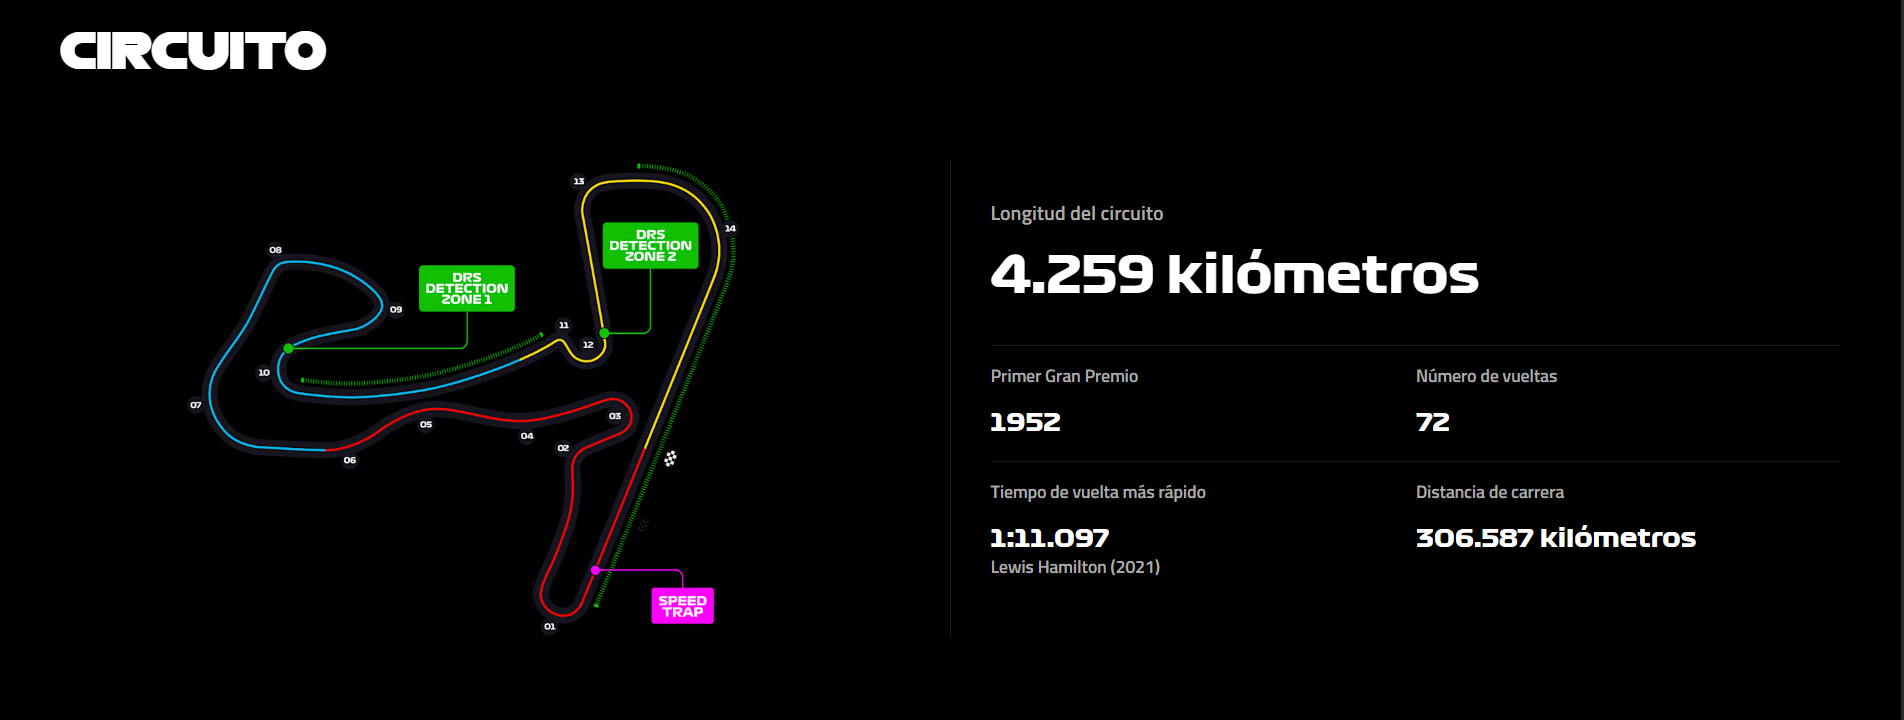 CIRCUITO
13
14
DRS
DETECTION
ZONE 2
08
DRS
DETECTION
ZONE 1
09
11
12
10
07
03
05
04
02
06
SPEED
TRAP
01
Longitud del circuito
4.259 kilómetros
Primer Gran Premio
1952
Número de vueltas
72
Tiempo de vuelta más rápido
1:11.097
Lewis Hamilton (2021)
Distancia de carrera
306.587 kilómetros